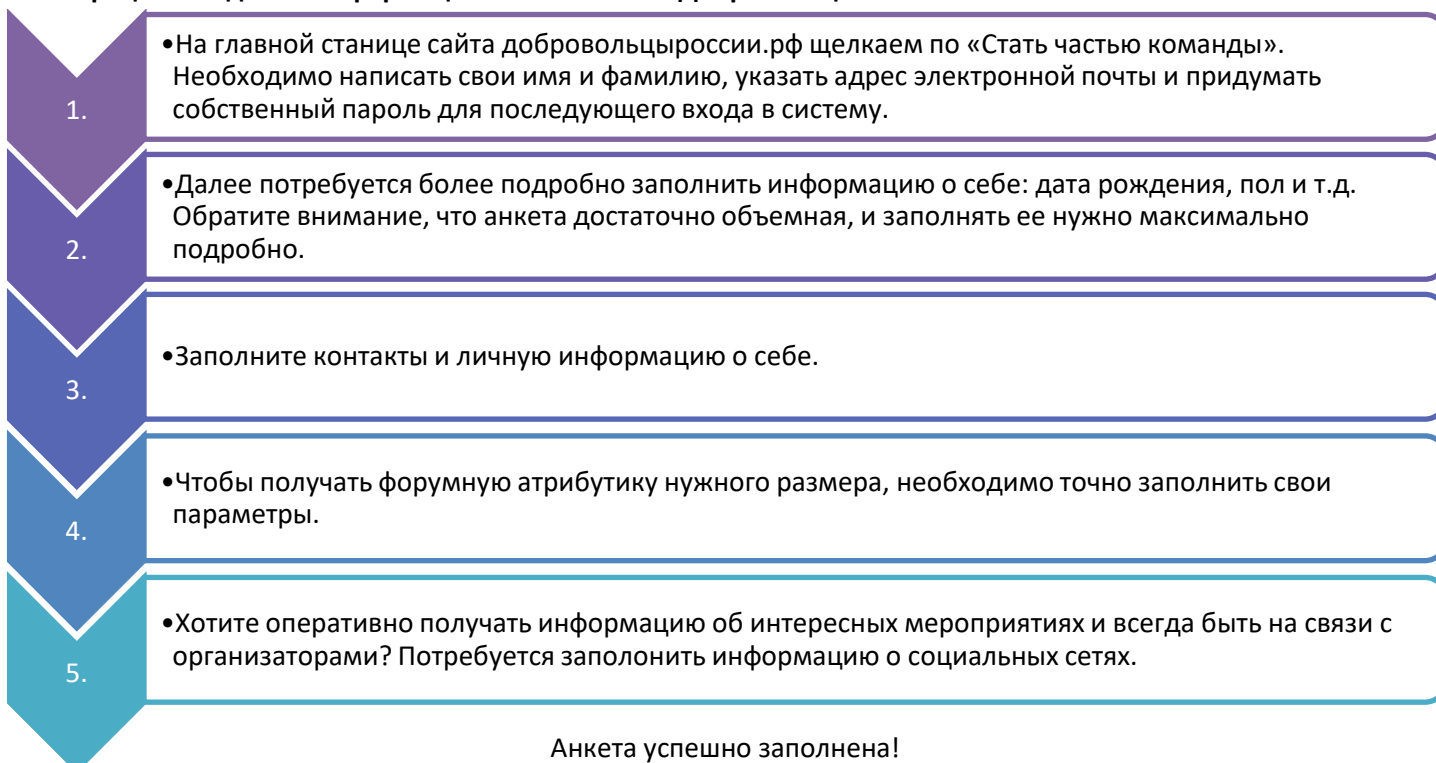 1.
•На главной станице сайта добровольцыроссии.рф щелкаем по «Стать частью команды».
Необходимо написать свои имя и фамилию, указать адрес электронной почты и придумать
собственный пароль для последующего входа в систему.
2.
•Далее потребуется более подробно заполнить информацию о себе: дата рождения, пол и т.д.
Обратите внимание, что анкета достаточно объемная, и заполнять ее нужно максимально
подробно.
3.
•Заполните контакты и личную информацию о себе.
4.
•Чтобы получать форумную атрибутику нужного размера, необходимо точно заполнить свои
параметры.
5.
•Хотите оперативно получать информацию об интересных мероприятиях и всегда быть на связи с
организаторами? Потребуется заполонить информацию о социальных сетях.
Анкета успешно заполнена!